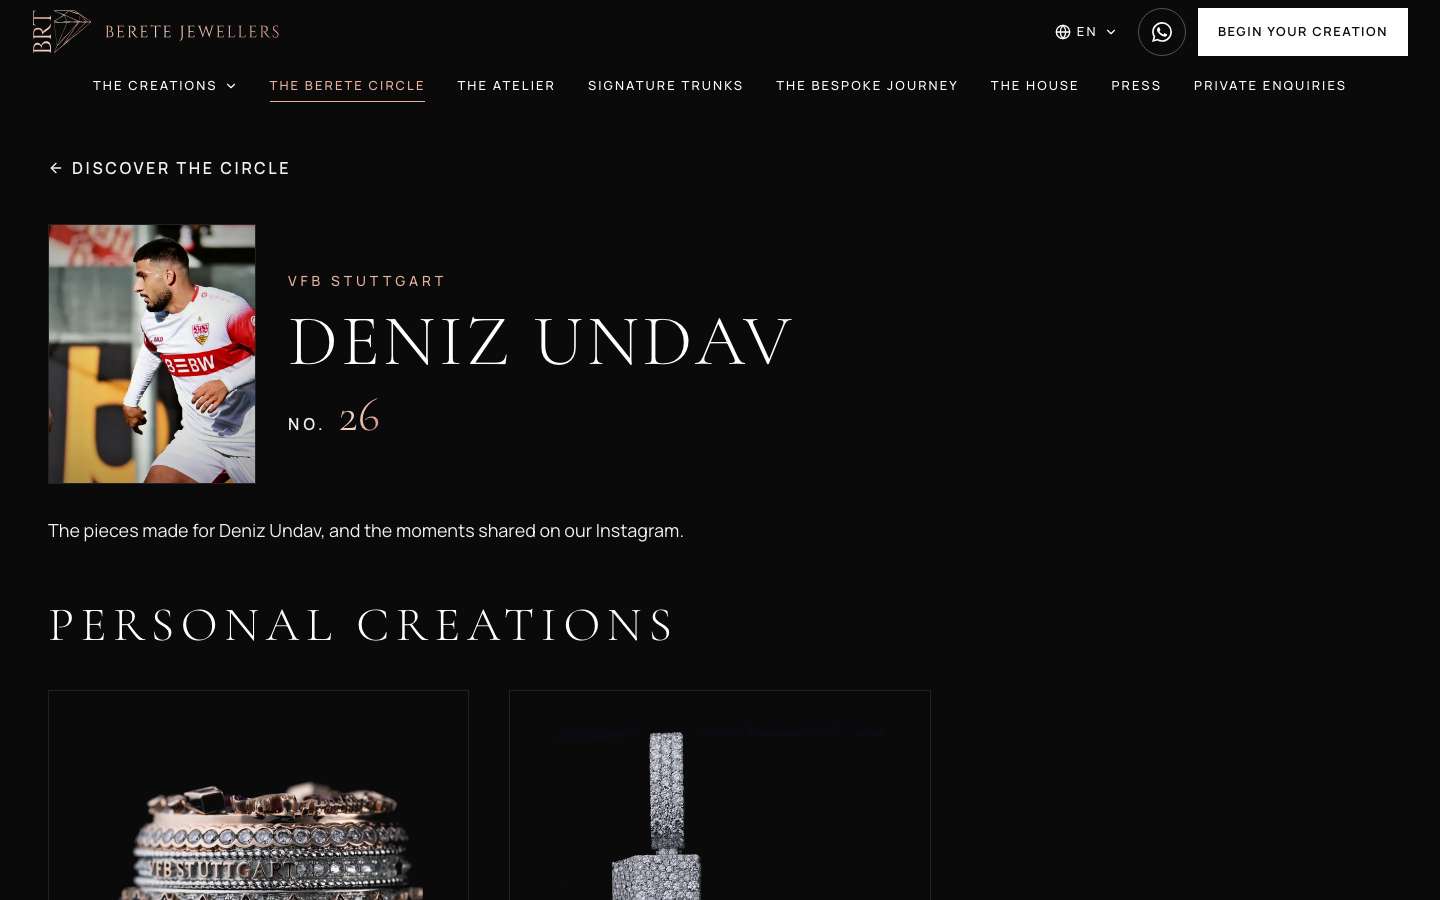 BRT
BERETE JEWELLERS
EN
BEGIN YOUR CREATION
THE CREATIONS
THE BERETE CIRCLE
THE ATELIER
SIGNATURE TRUNKS
THE BESPOKE JOURNEY
THE HOUSE
PRESS
PRIVATE ENQUIRIES
DISCOVER THE CIRCLE
VFB STUTTGART
DENIZ UNDAV
NO. 26
BBW
The pieces made for Deniz Undav, and the moments shared on our Instagram.
PERSONAL CREATIONS
VFB STUTTGART